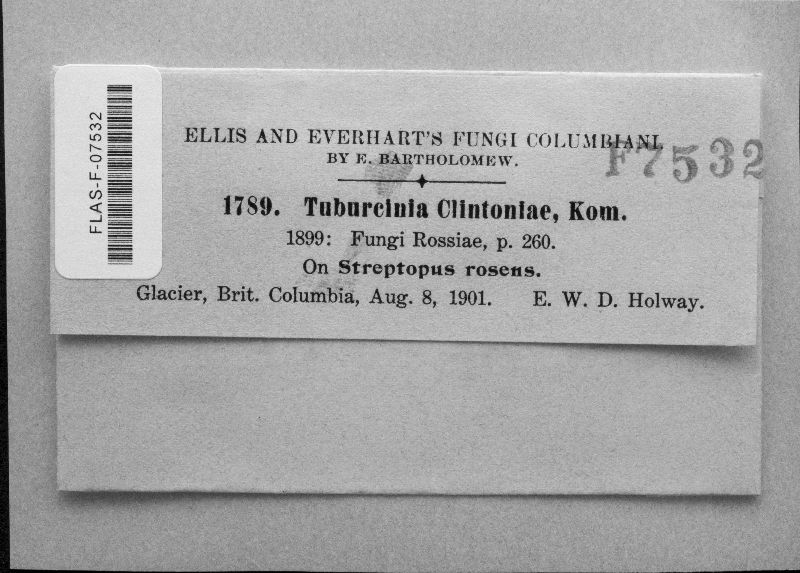 FLAS-F-07532
ELLIS AND EVERHART'S FUNGI COLUMBIANI,
BY E. BARTHOLOMEW.
F7532
1789. Tuburcinia Clintoniae, Kom.
1899: Fungi Rossiae, p. 260.
On Streptopus rosens.
Glacier, Brit. Columbia, Aug. 8, 1901. E. W. D. Holway.